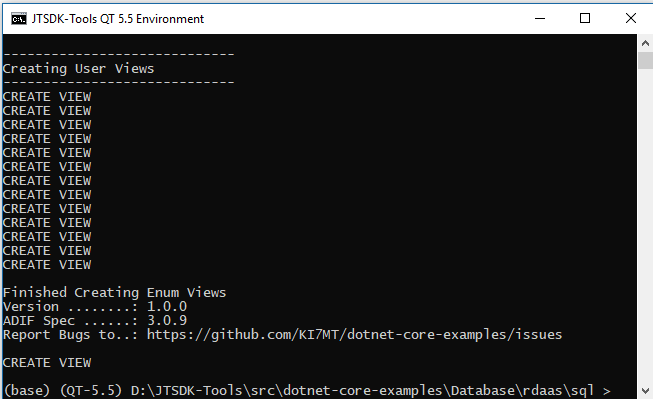 JTSDK-Tools QT 5.5 Environment
-----------------------------
Creating User Views
-----------------------------
CREATE VIEW
CREATE VIEW
CREATE VIEW
CREATE VIEW
CREATE VIEW
CREATE VIEW
CREATE VIEW
CREATE VIEW
CREATE VIEW
CREATE VIEW
CREATE VIEW
CREATE VIEW
CREATE VIEW
Finished Creating Enum Views
Version ........: 1.0.0
ADIF Spec ......: 3.0.9
Report Bugs to..: https://github.com/KI7MT/dotnet-core-examples/issues
CREATE VIEW
(base) (QT-5.5) D:\JTSDK-Tools\src\dotnet-core-examples\Database\rdaas\sql >